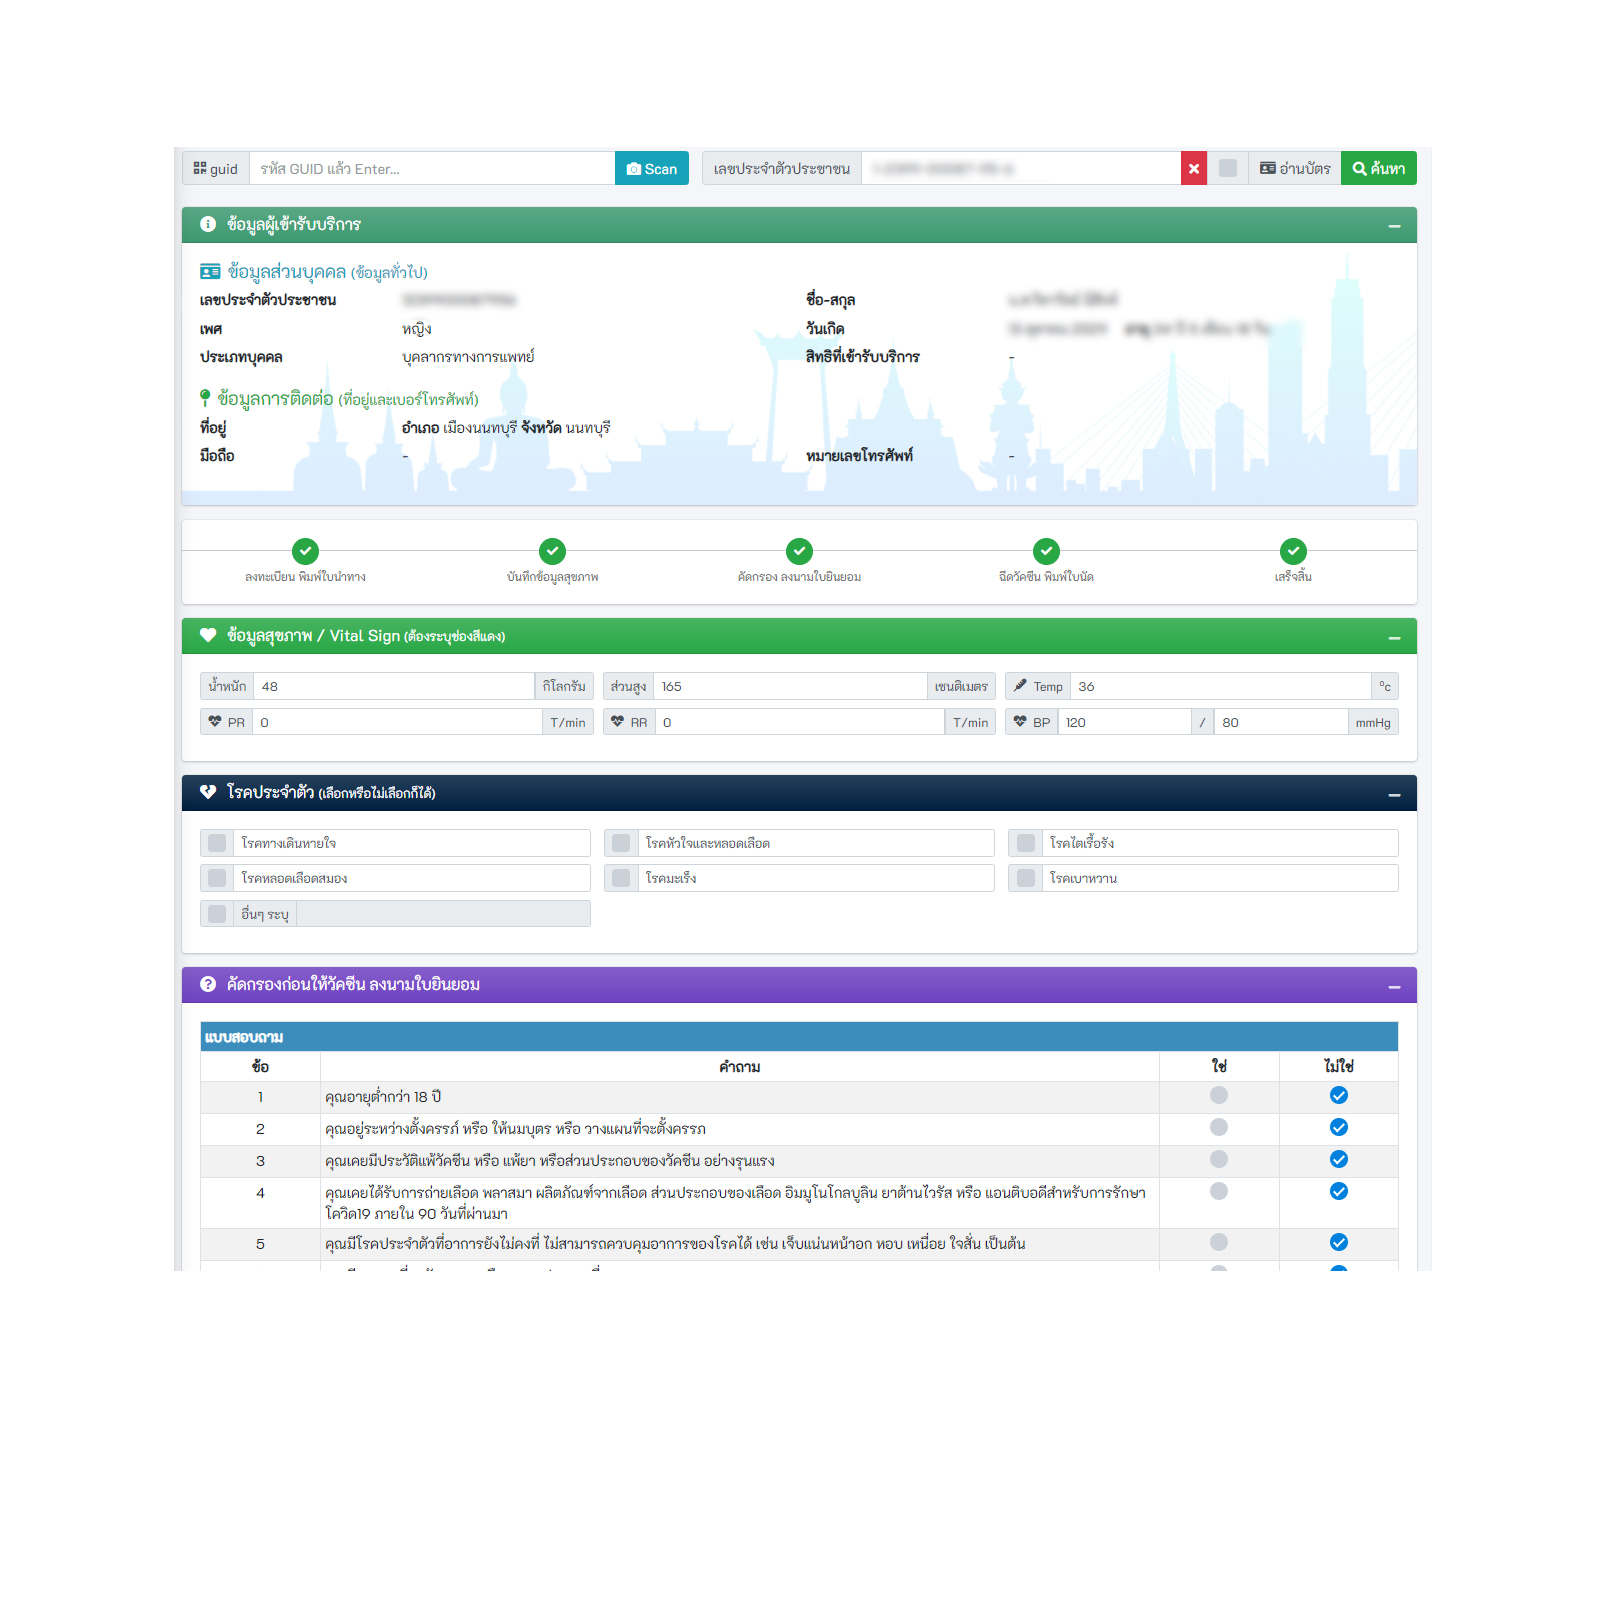 guid รหัส GUID แล้ว Enter... Scan เลขประจำตัวประชาชน อ่านบัตร ค้นหา
ข้อมูลผู้เข้ารับบริการ
ข้อมูลส่วนบุคคล (ข้อมูลทั่วไป)
เลขประจำตัวประชาชน ชื่อ-สกุล
เพศ หญิง วันเกิด
ประเภทบุคคล บุคลากรทางการแพทย์ สิทธิที่เข้ารับบริการ -
ข้อมูลการติดต่อ (ที่อยู่และเบอร์โทรศัพท์)
ที่อยู่ อำเภอ เมืองนนทบุรี จังหวัด นนทบุรี
มือถือ - หมายเลขโทรศัพท์ -
ลงทะเบียน พิมพ์ใบนำทาง บันทึกข้อมูลสุขภาพ คัดกรอง ลงนามใบยินยอม ฉีดวัคซีน พิมพ์ใบนัด เสร็จสิ้น
ข้อมูลสุขภาพ / Vital Sign (ต้องระบุช่องสีแดง)
น้ำหนัก 48 กิโลกรัม ส่วนสูง 165 เซนติเมตร Temp 36 °c
PR 0 T/min RR 0 T/min BP 120 / 80 mmHg
โรคประจำตัว (เลือกหรือไม่เลือกก็ได้)
โรคทางเดินหายใจ โรคหัวใจและหลอดเลือด โรคไตเรื้อรัง
โรคหลอดเลือดสมอง โรคมะเร็ง โรคเบาหวาน
อื่นๆ ระบุ
คัดกรองก่อนให้วัคซีน ลงนามใบยินยอม
แบบสอบถาม
ข้อ คำถาม ใช่ ไม่ใช่
1 คุณอายุต่ำกว่า 18 ปี
2 คุณอยู่ระหว่างตั้งครรภ์ หรือ ให้นมบุตร หรือ วางแผนที่จะตั้งครรภ
3 คุณเคยมีประวัติแพ้วัคซีน หรือ แพ้ยา หรือส่วนประกอบของวัคซีน อย่างรุนแรง
4 คุณเคยได้รับการถ่ายเลือด พลาสมา ผลิตภัณฑ์จากเลือด ส่วนประกอบของเลือด อิมมูโนโกลบูลิน ยาต้านไวรัส หรือ แอนติบอดีสำหรับการรักษา
โควิด19 ภายใน 90 วันที่ผ่านมา
5 คุณมีโรคประจำตัวที่อาการยังไม่คงที่ ไม่สามารถควบคุมอาการของโรคได้ เช่น เจ็บแน่นหน้าอก หอบ เหนื่อย ใจสั่น เป็นต้น